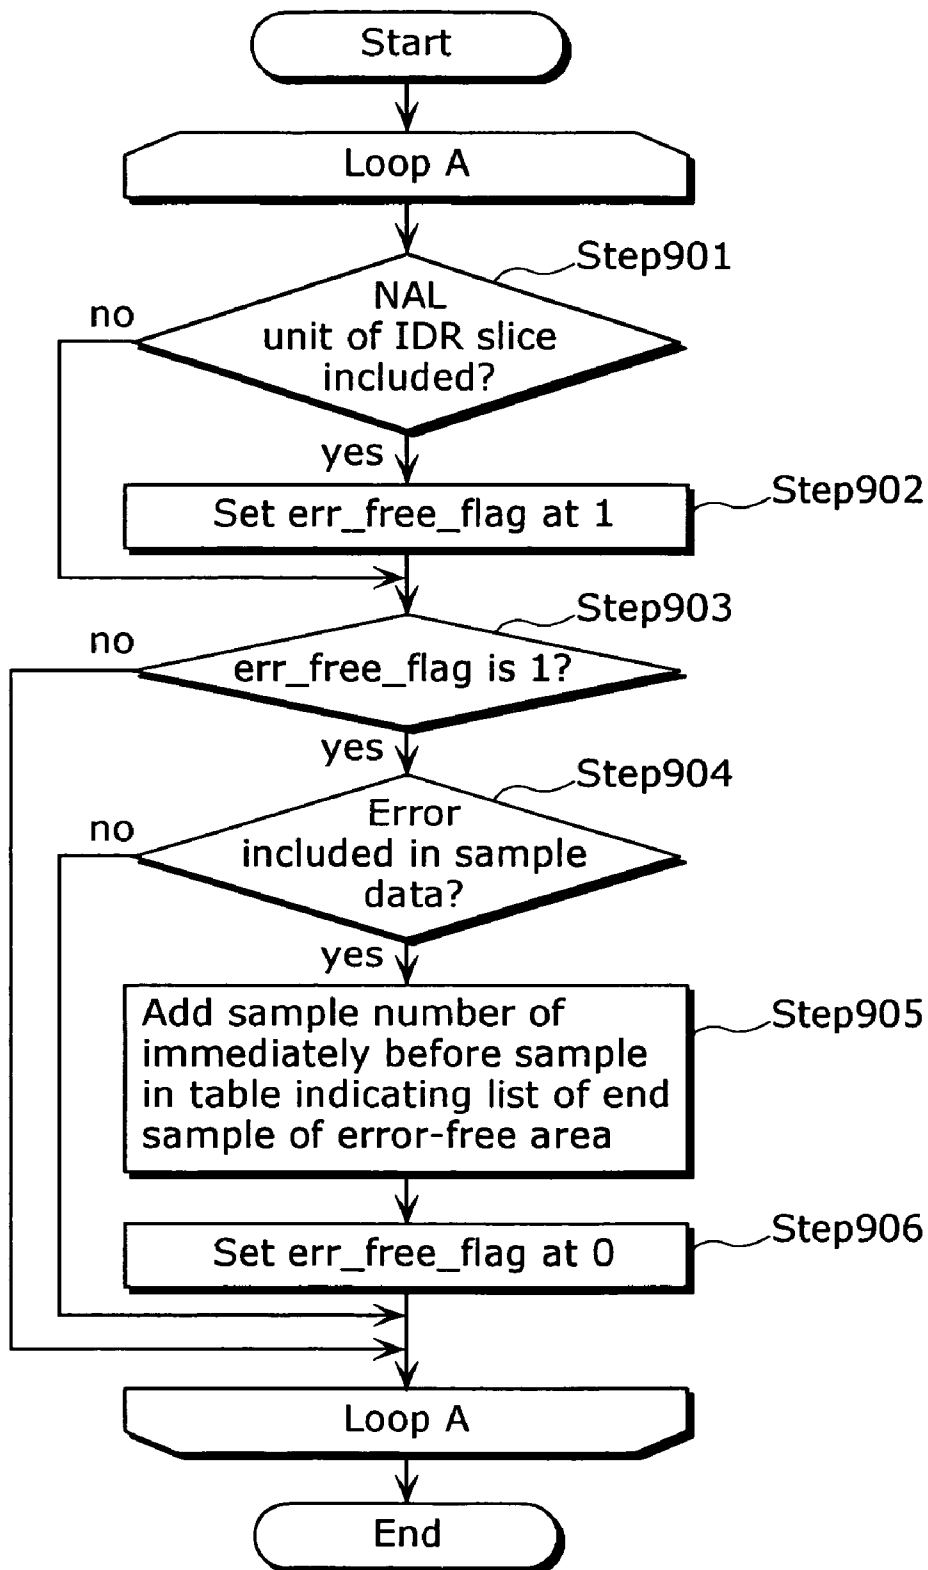 Start
Loop A
Step901
no
NAL
unit of IDR slice
included?
yes
Step902
Set err_free_flag at 1
Step903
no
err_free_flag is 1?
yes
Step904
no
Error
included in sample
data?
yes
Step905
Add sample number of
immediately before sample
in table indicating list of end
sample of error-free area
Step906
Set err_free_flag at 0
Loop A
End